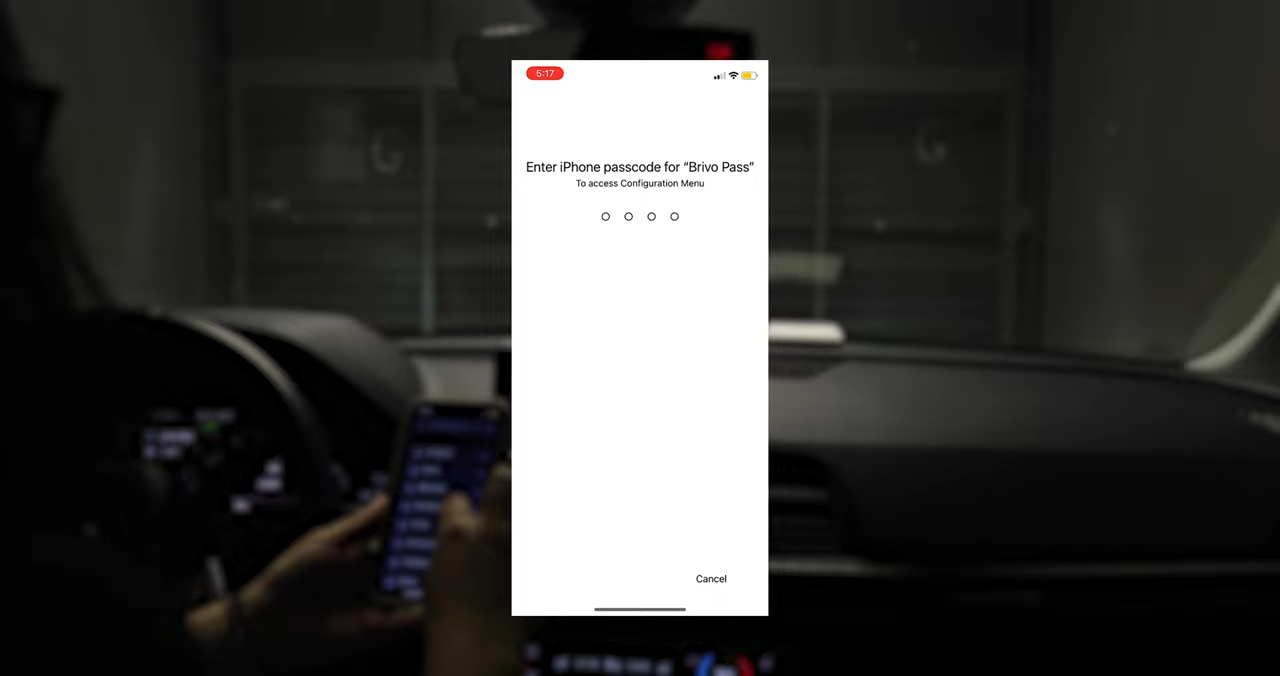 5:17
Enter iPhone passcode for “Brivo Pass”
To access Configuration Menu
Cancel